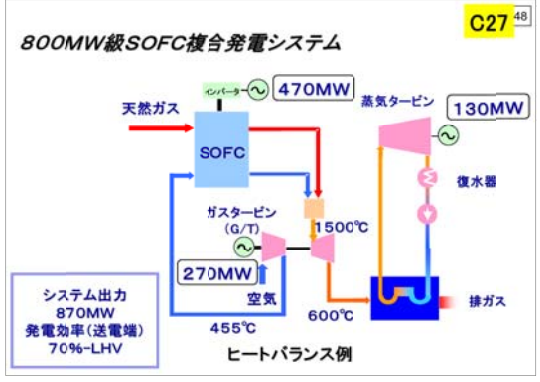 C27 48
800MW級SOFC複合発電システム
インバータ
470MW
天然ガス
蒸気タービン
130MW
SOFC
復水器
ガスタービン
(G/T)
1500℃
270MW
空気
システム出力
870MW
発電効率(送電端)
70%-LHV
455℃
600℃
排ガス
ヒートバランス例